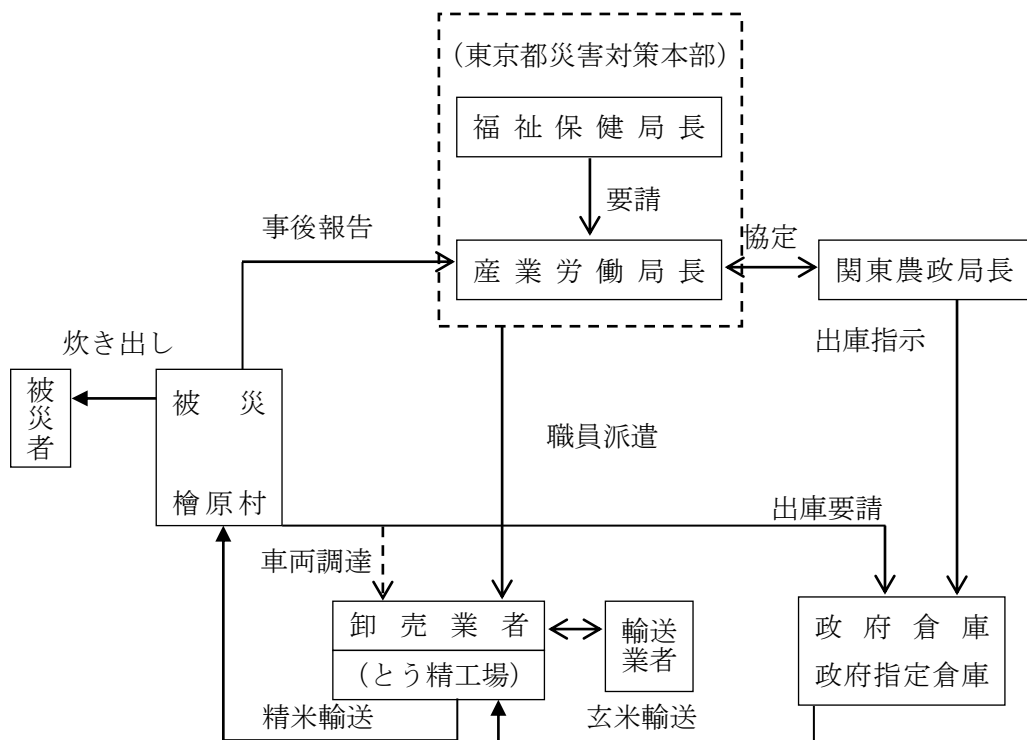 （東京都災害対策本部）
福祉保健局長
要請
事後報告
協定
産業労働局長
関東農政局長
炊き出し
出庫指示
被災者
被災
檜原村
職員派遣
出庫要請
車両調達
卸売業者
（とう精工場）
輸送
業者
政府倉庫
政府指定倉庫
精米輸送
玄米輸送